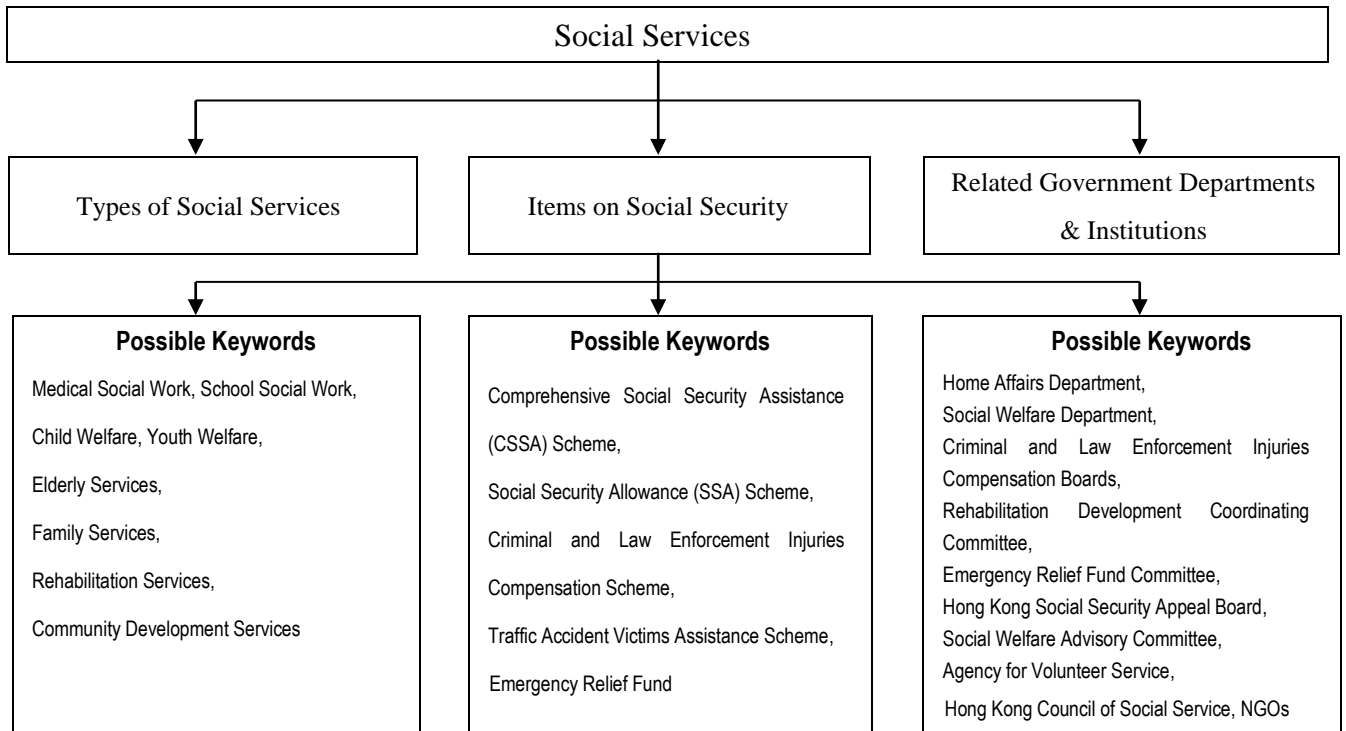 Social Services
Types of Social Services
Items on Social Security
Related Government Departments
& Institutions
Possible Keywords
Medical Social Work, School Social Work,
Child Welfare, Youth Welfare,
Elderly Services,
Family Services,
Rehabilitation Services,
Community Development Services
Possible Keywords
Comprehensive Social Security Assistance
(CSSA) Scheme,
Social Security Allowance (SSA) Scheme,
Criminal and Law Enforcement Injuries
Compensation Scheme,
Traffic Accident Victims Assistance Scheme,
Emergency Relief Fund
Possible Keywords
Home Affairs Department,
Social Welfare Department,
Criminal and Law Enforcement Injuries
Compensation Boards,
Rehabilitation Development Coordinating
Committee,
Emergency Relief Fund Committee,
Hong Kong Social Security Appeal Board,
Social Welfare Advisory Committee,
Agency for Volunteer Service,
Hong Kong Council of Social Service, NGOs